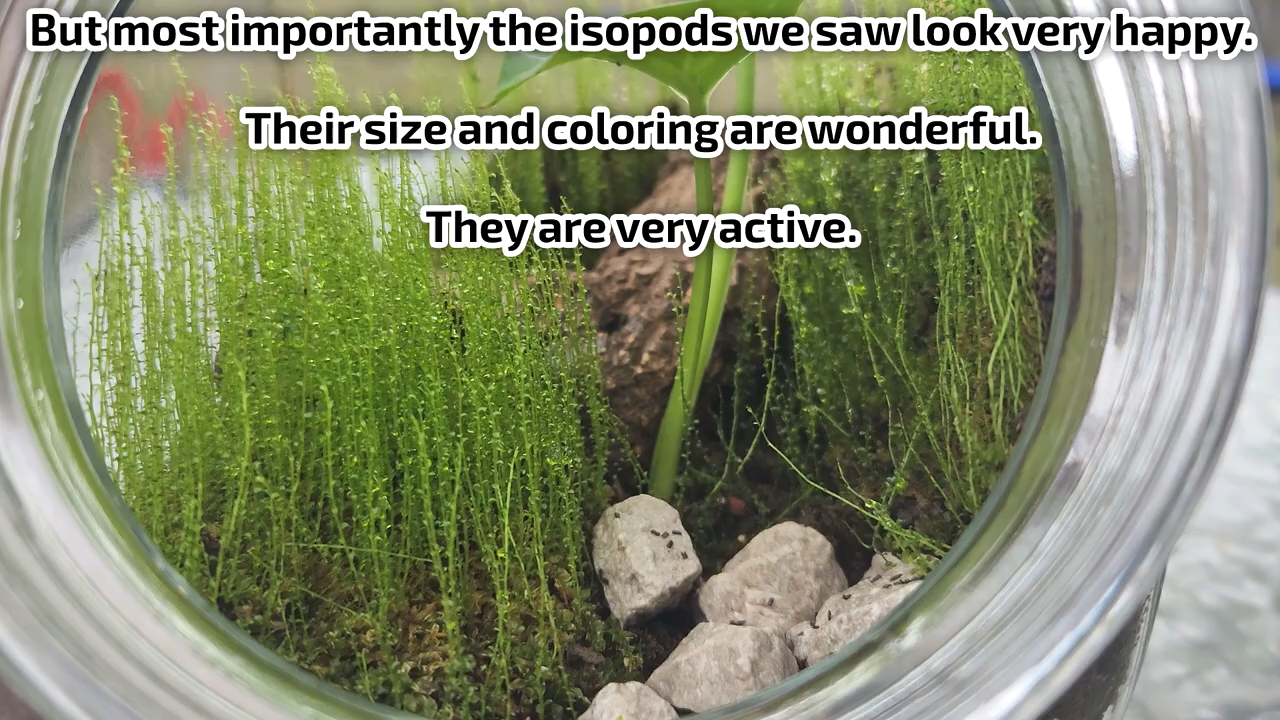 But most importantly the isopods we saw look very happy.
Their size and coloring are wonderful.
They are very active.